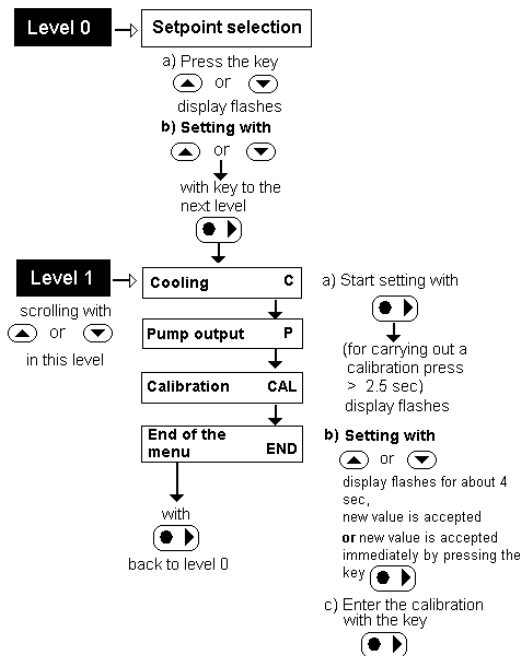 Level 0
Setpoint selection
a) Press the key
or
display flashes
b) Setting with
or
with key to the
next level
Level 1
scrolling with
or
in this level
Cooling C
Pump output P
Calibration CAL
End of the
menu END
with
back to level 0
a) Start setting with
(for carrying out a
calibration press
> 2.5 sec)
display flashes
b) Setting with
or
display flashes for about 4
sec,
new value is accepted
or new value is accepted
immediately by pressing the
key
c) Enter the calibration
with the key